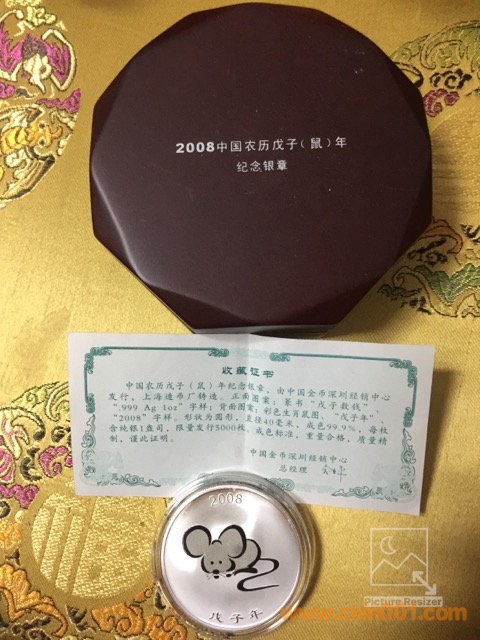 2008中国农历戊子（鼠）年
纪念银章
收藏证书
中国农历戊子（鼠）年纪念银章，由中国金币深圳经销中心
发行，上海造币厂铸造。正面图案：篆书“戊子数钱”、
“.999 Ag 1oz”字样；背面图案：彩色生肖鼠图、“戊子年”、
“2008”字样。形状为圆形，直径40毫米，成色99.9%，每枚
含纯银1盎司，限量发行5000枚。成色标准，重量合格，质量精
制，谨此证明。
中国金币深圳经销中心
总经理
2008
戊子年
Picture Resizer